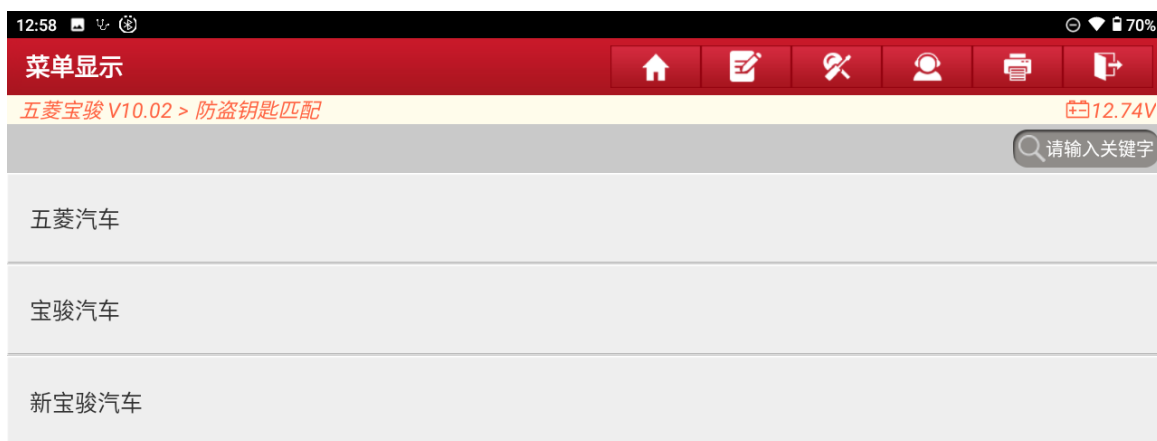 12:58 70%
菜单显示
五菱宝骏 V10.02 > 防盗钥匙匹配 12.74V
请输入关键字
五菱汽车
宝骏汽车
新宝骏汽车